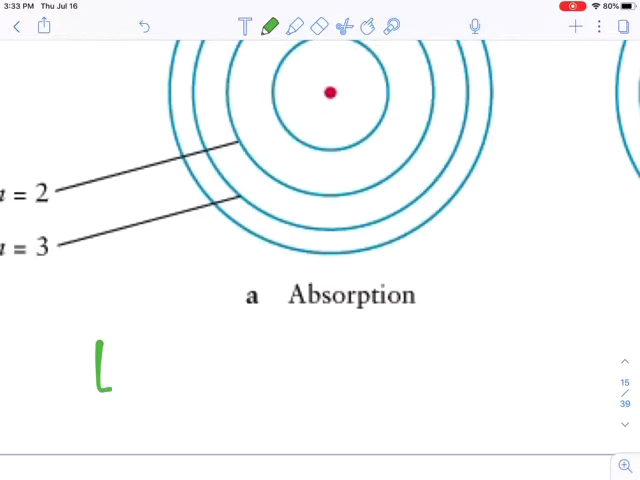 3:33 PM Thu Jul 16
80%
T
n = 2
n = 3
a Absorption
L
15
/
39